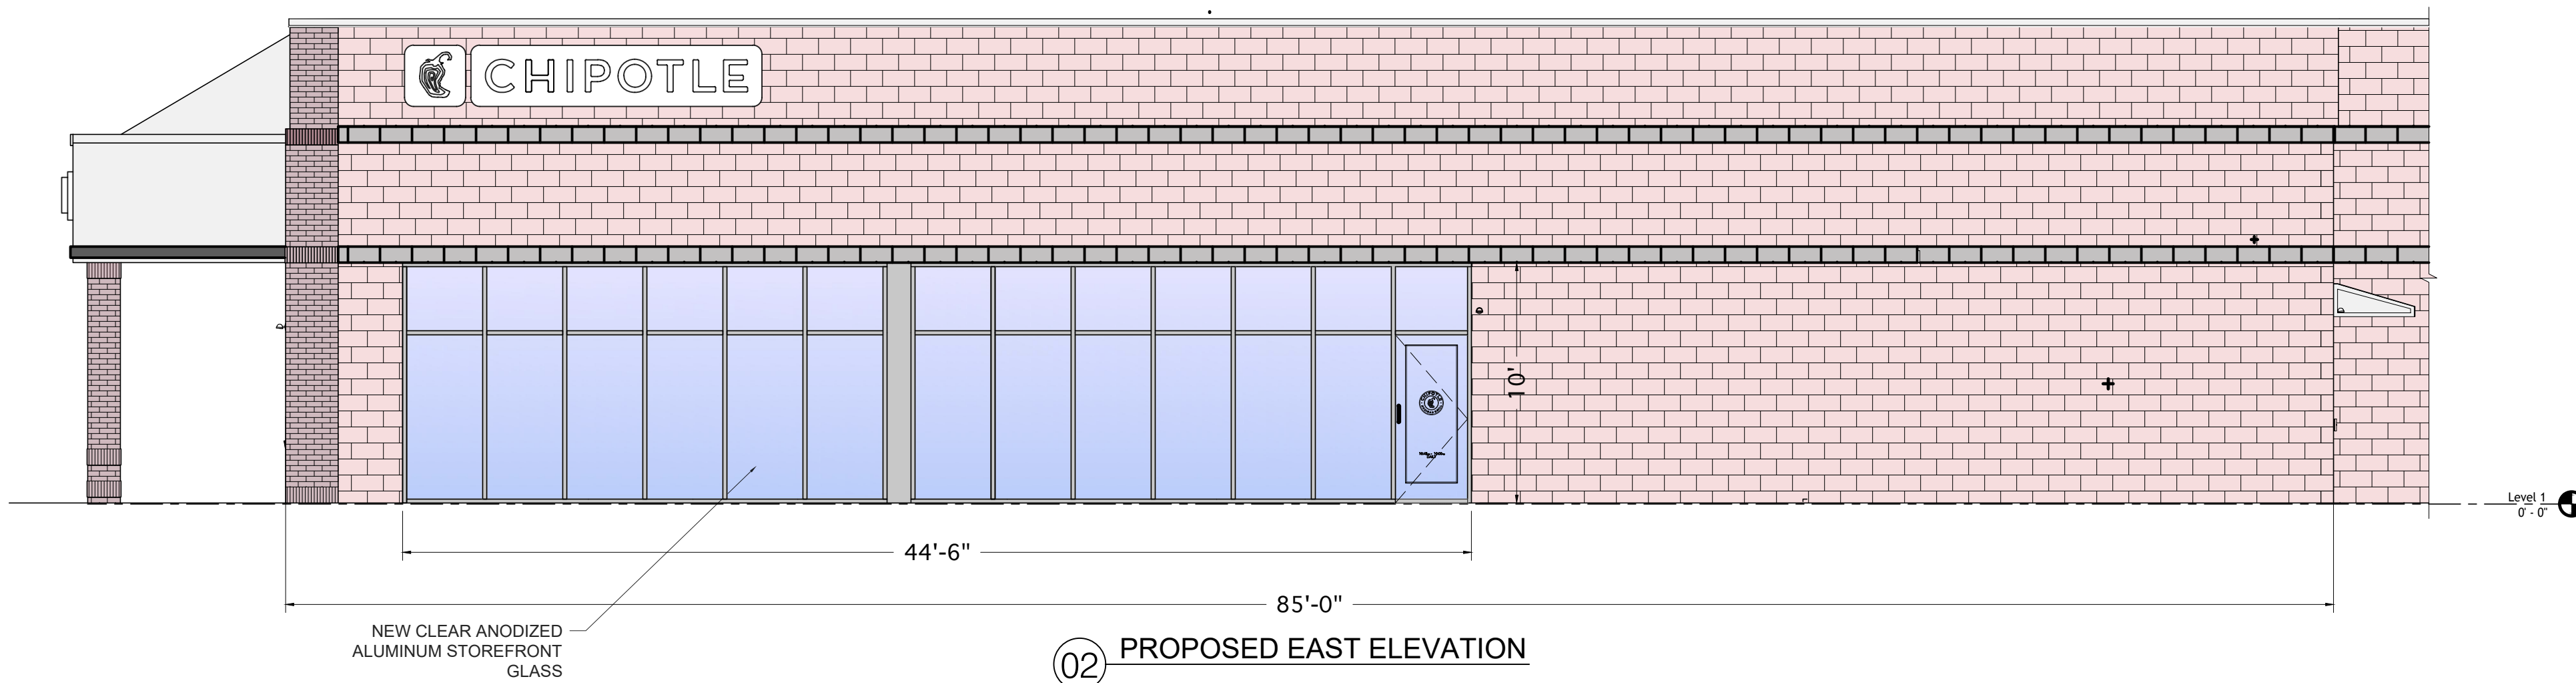 CHIPOTLE
10'
Level 1
0' - 0"
44'-6"
85'-0"
NEW CLEAR ANODIZED
ALUMINUM STOREFRONT
GLASS
02 PROPOSED EAST ELEVATION